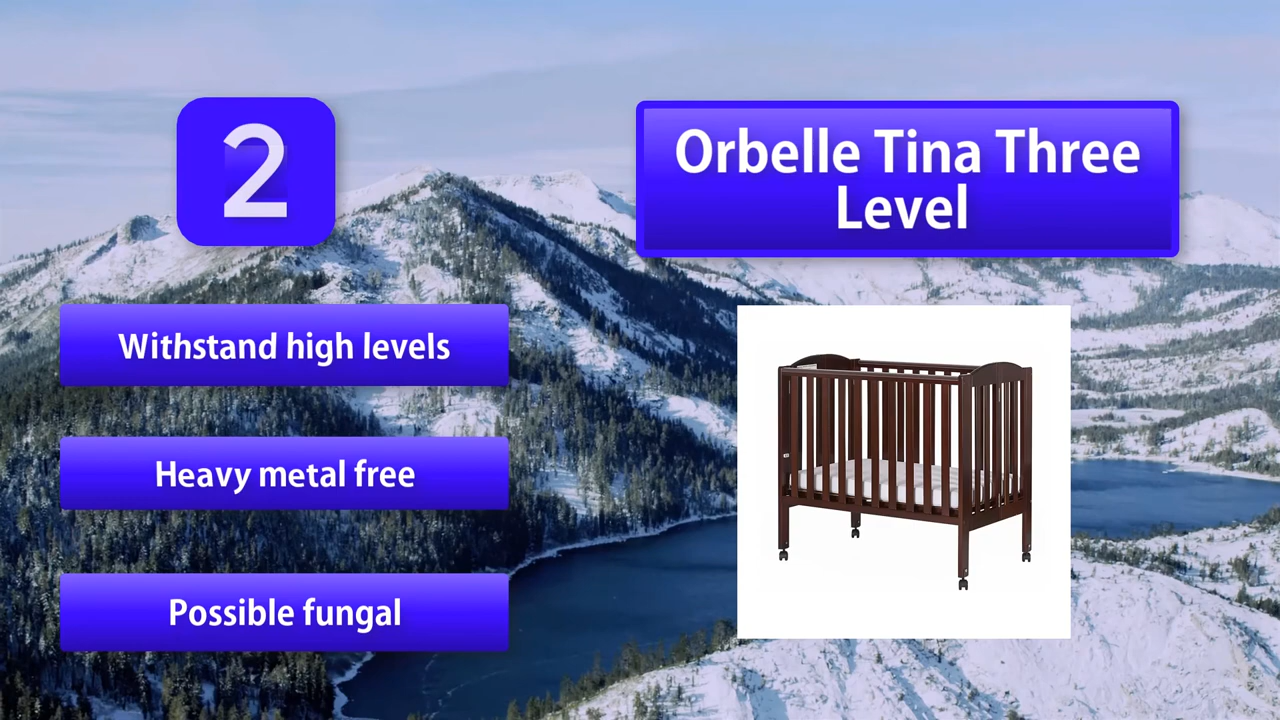 2
Orbelle Tina Three
Level
Withstand high levels
Heavy metal free
Possible fungal